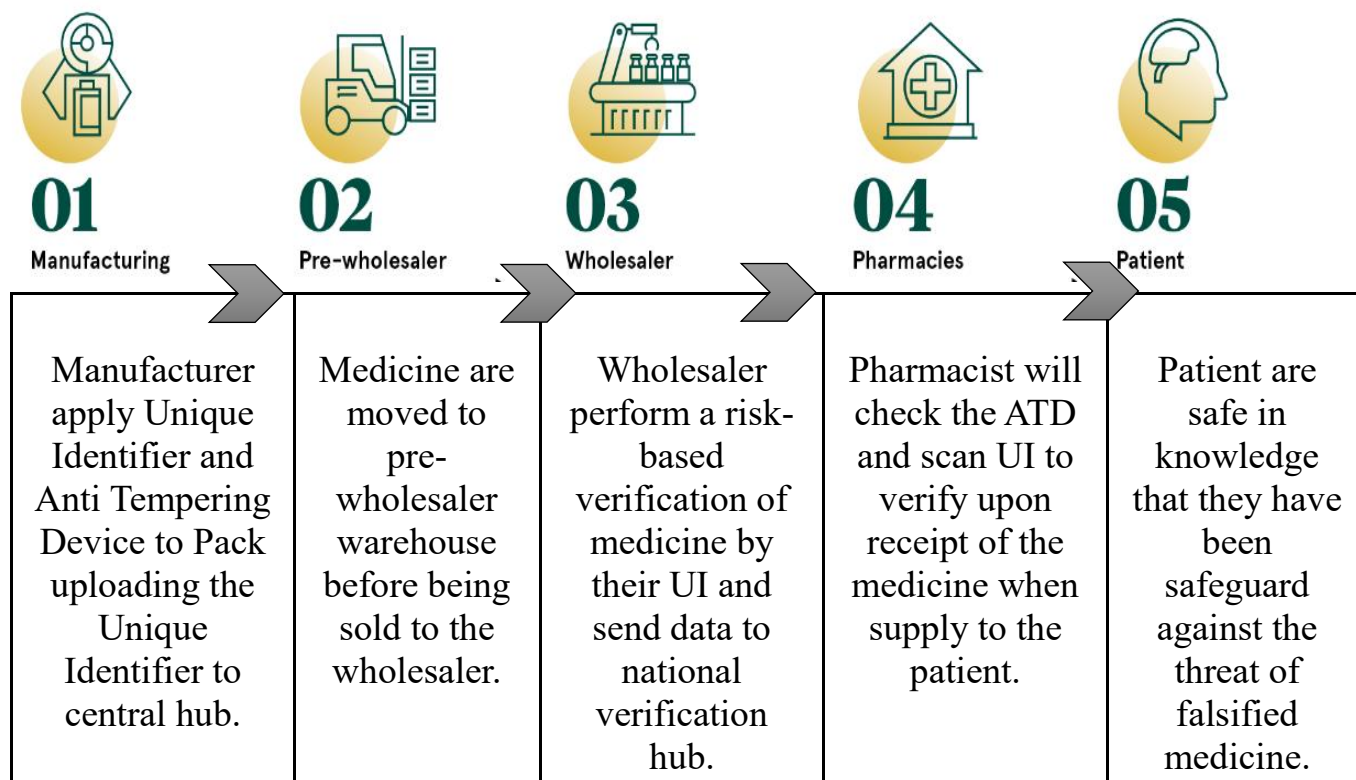 01
Manufacturing
Manufacturer
apply Unique
Identifier and
Anti Tempering
Device to Pack
uploading the
Unique
Identifier to
central hub.
02
Pre-wholesaler
Medicine are
moved to
pre-
wholesaler
warehouse
before being
sold to the
wholesaler.
03
Wholesaler
Wholesaler
perform a risk-
based
verification of
medicine by
their UI and
send data to
national
verification
hub.
04
Pharmacies
Pharmacist will
check the ATD
and scan UI to
verify upon
receipt of the
medicine when
supply to the
patient.
05
Patient
Patient are
safe in
knowledge
that they have
been
safeguard
against the
threat of
falsified
medicine.